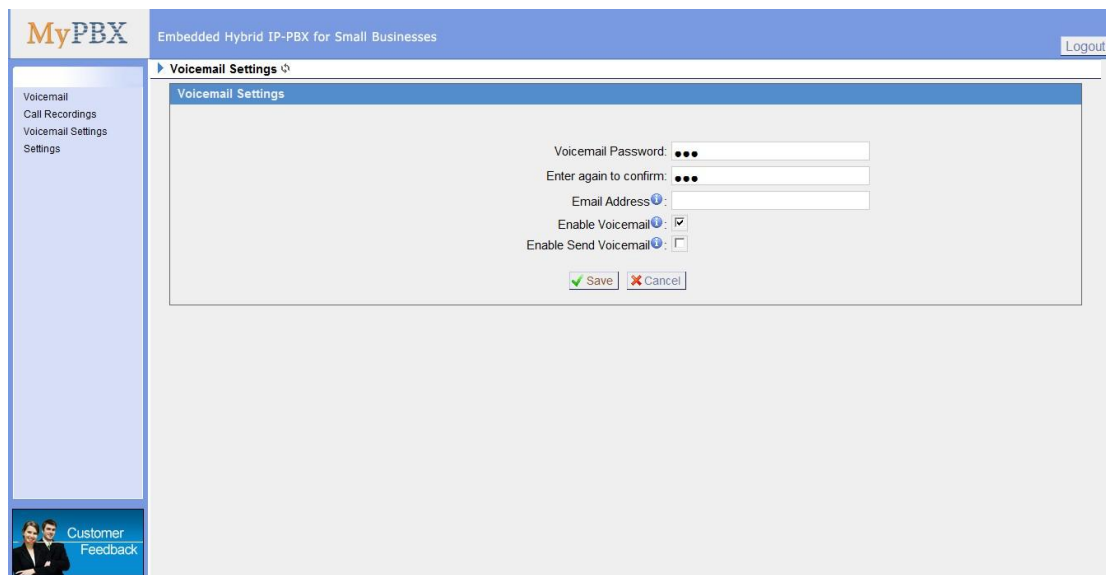 MyPBX
Embedded Hybrid IP-PBX for Small Businesses
Logout
Voicemail
Call Recordings
Voicemail Settings
Settings
Voicemail Settings
Voicemail Settings
Voicemail Password: •••
Enter again to confirm: •••
Email Address:
Enable Voicemail:
Enable Send Voicemail:
Save Cancel
Customer
Feedback